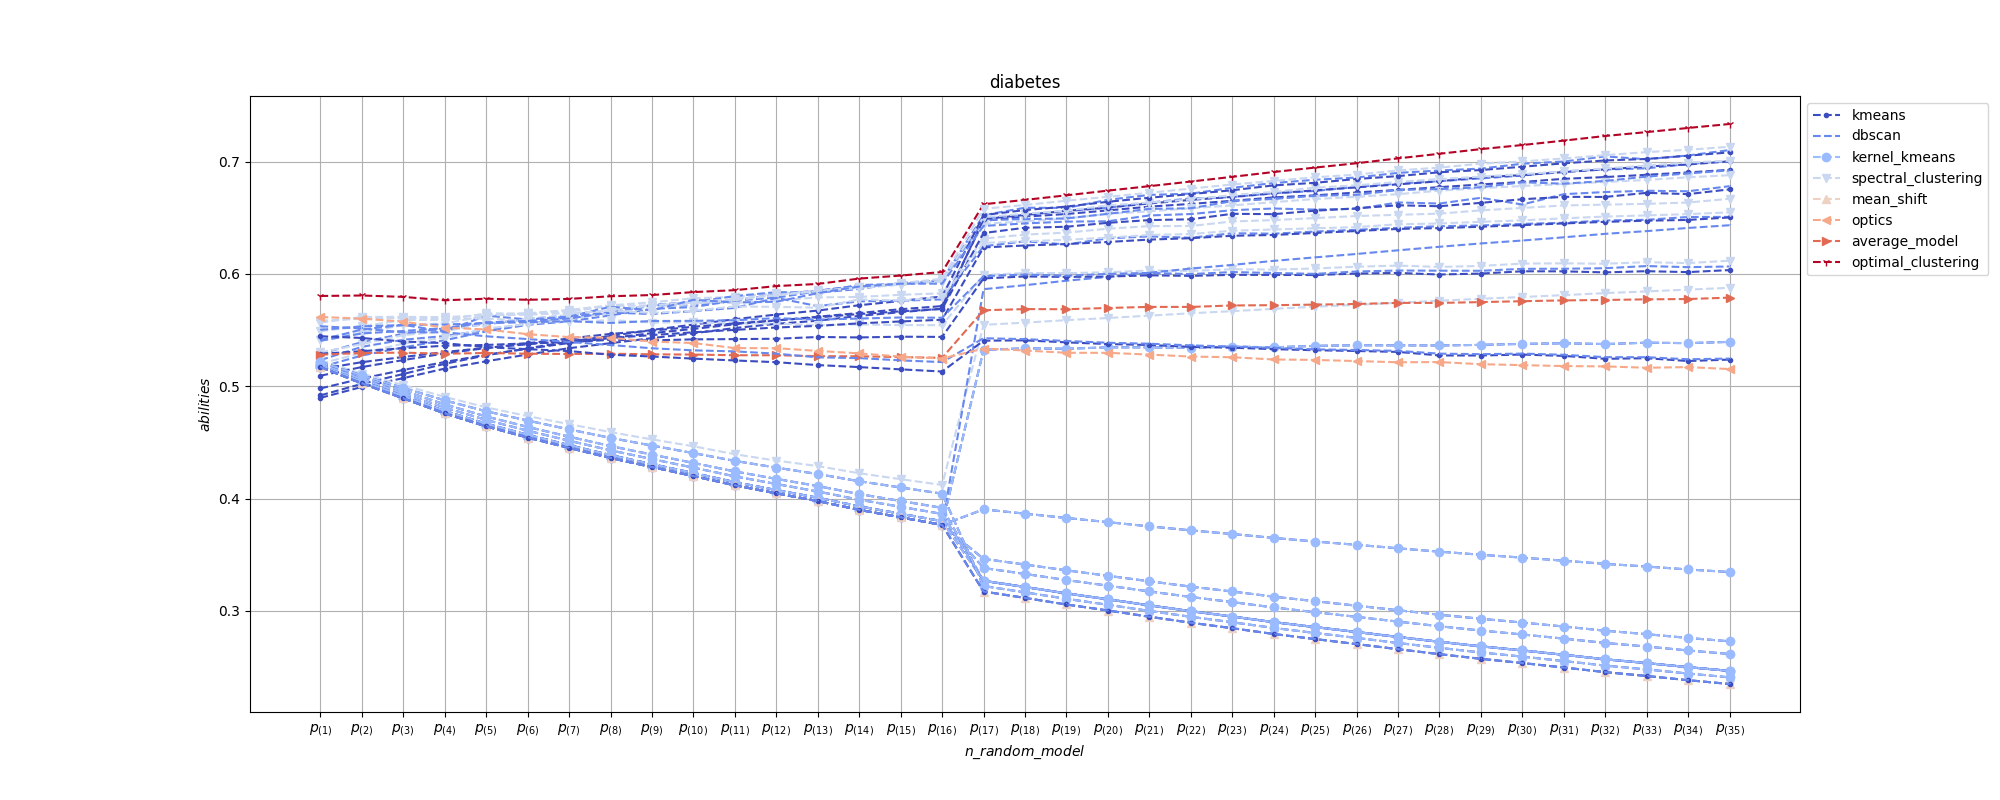 diabetes
0.7
0.6
0.5
0.4
0.3
abilities
p(1) p(2) p(3) p(4) p(5) p(6) p(7) p(8) p(9) p(10) p(11) p(12) p(13) p(14) p(15) p(16) p(17) p(18) p(19) p(20) p(21) p(22) p(23) p(24) p(25) p(26) p(27) p(28) p(29) p(30) p(31) p(32) p(33) p(34) p(35)
n_random_model
kmeans
dbscan
kernel_kmeans
spectral_clustering
mean_shift
optics
average_model
optimal_clustering